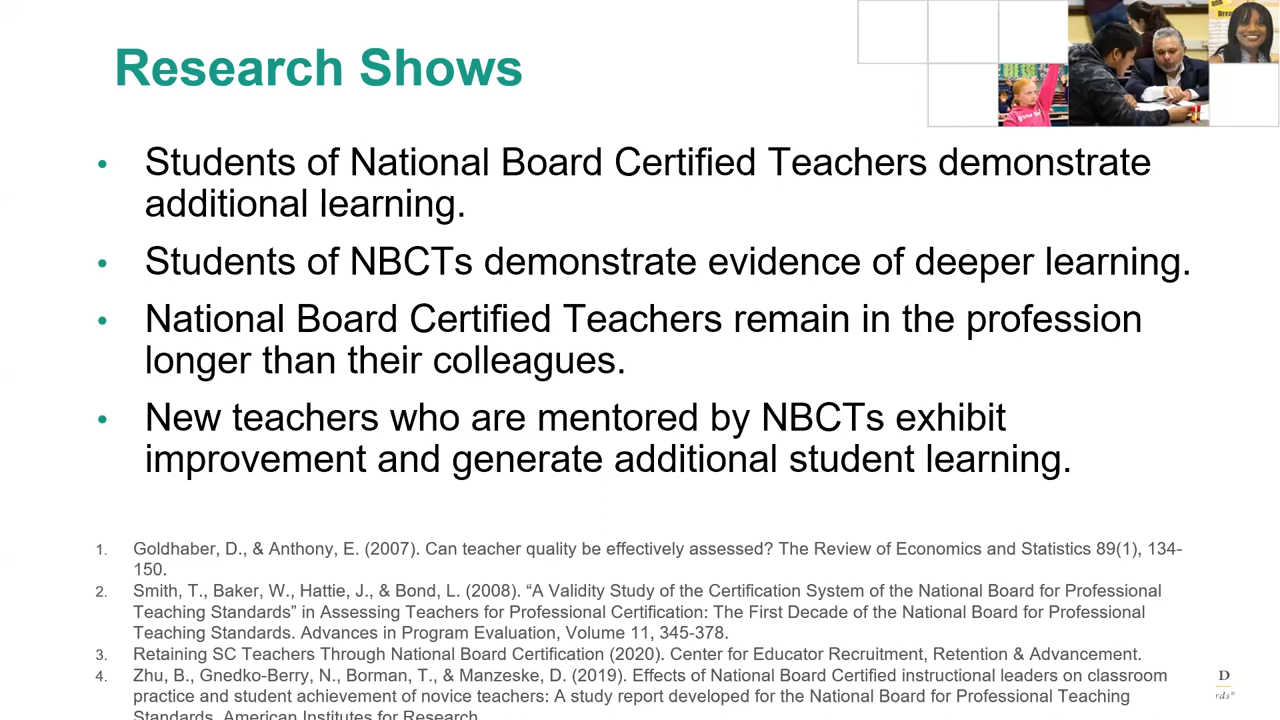 Research Shows
• Students of National Board Certified Teachers demonstrate
additional learning.
• Students of NBCTs demonstrate evidence of deeper learning.
• National Board Certified Teachers remain in the profession
longer than their colleagues.
• New teachers who are mentored by NBCTs exhibit
improvement and generate additional student learning.
1. Goldhaber, D., & Anthony, E. (2007). Can teacher quality be effectively assessed? The Review of Economics and Statistics 89(1), 134-
150.
2. Smith, T., Baker, W., Hattie, J., & Bond, L. (2008). “A Validity Study of the Certification System of the National Board for Professional
Teaching Standards” in Assessing Teachers for Professional Certification: The First Decade of the National Board for Professional
Teaching Standards. Advances in Program Evaluation, Volume 11, 345-378.
3. Retaining SC Teachers Through National Board Certification (2020). Center for Educator Recruitment, Retention & Advancement.
4. Zhu, B., Gnedko-Berry, N., Borman, T., & Manzeske, D. (2019). Effects of National Board Certified instructional leaders on classroom
practice and student achievement of novice teachers: A study report developed for the National Board for Professional Teaching
Standards. American Institutes for Research.
D
rds®